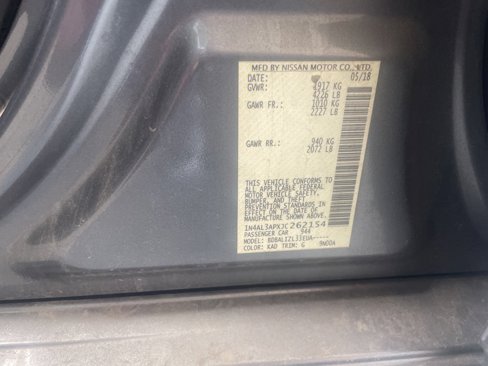 MFD BY NISSAN MOTOR CO., LTD.
DATE: 05/18
GVWR: 1917 KG
4226 LB
GAWR FR.: 1010 KG
2227 LB
GAWR RR.: 940 KG
2072 LB
THIS VEHICLE CONFORMS TO
ALL APPLICABLE FEDERAL
MOTOR VEHICLE SAFETY,
BUMPER, AND THEFT
PREVENTION STANDARDS IN
EFFECT ON THE DATE OF
MANUFACTURE SHOWN ABOVE.
1N4AL3APXJC262154
PASSENGER CAR 944
MODEL:
COLOR: KAD TRIM: G